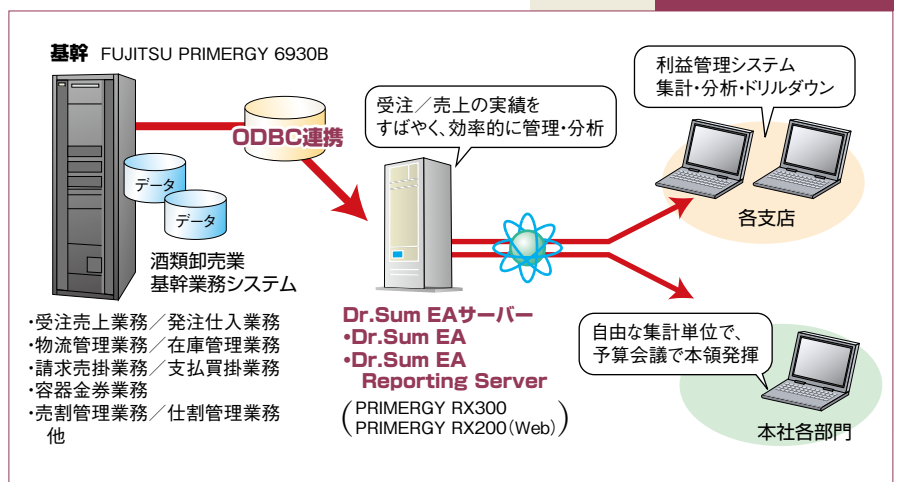 基幹 FUJITSU PRIMERGY 6930B
ODBC連携
データ
データ
酒類卸売業
基幹業務システム
・受注売上業務／発注仕入業務
・物流管理業務／在庫管理業務
・請求売掛業務／支払買掛業務
・容器金券業務
・売割管理業務／仕割管理業務
他
受注／売上の実績を
すばやく、効率的に管理・分析
Dr.Sum EAサーバー
•Dr.Sum EA
•Dr.Sum EA
Reporting Server
(PRIMERGY RX300
PRIMERGY RX200(Web))
利益管理システム
集計・分析・ドリルダウン
各支店
自由な集計単位で、
予算会議で本領発揮
本社各部門